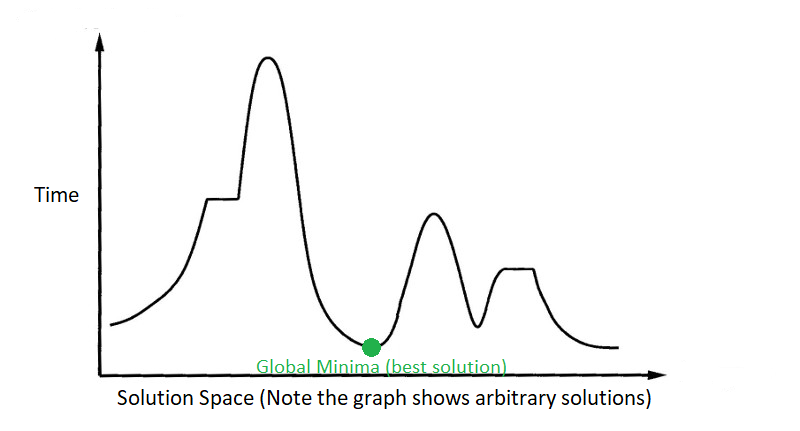 Time
Global Minima (best solution)
Solution Space (Note the graph shows arbitrary solutions)